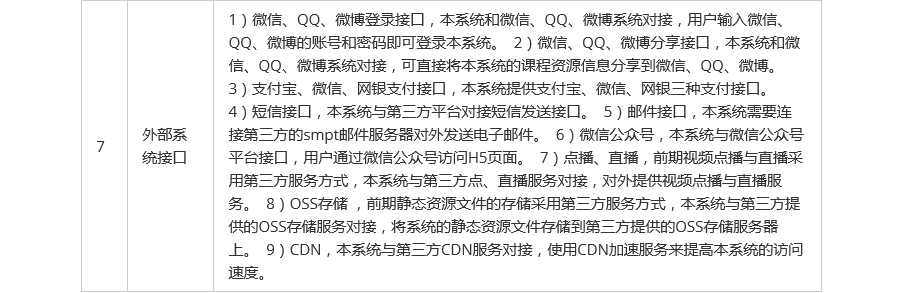 7
外部系
统接口
1）微信、QQ、微博登录接口，本系统和微信、QQ、微博系统对接，用户输入微信、
QQ、微博的账号和密码即可登录本系统。 2）微信、QQ、微博分享接口，本系统和微
信、QQ、微博系统对接，可直接将本系统的课程资源信息分享到微信、QQ、微博。
3）支付宝、微信、网银支付接口，本系统提供支付宝、微信、网银三种支付接口。
4）短信接口，本系统与第三方平台对接短信发送接口。 5）邮件接口，本系统需要连
接第三方的smpt邮件服务器对外发送电子邮件。 6）微信公众号，本系统与微信公众号
平台接口，用户通过微信公众号访问H5页面。 7）点播、直播，前期视频点播与直播采
用第三方服务方式，本系统与第三方点、直播服务对接，对外提供视频点播与直播服
务。 8）OSS存储 ，前期静态资源文件的存储采用第三方服务方式，本系统与第三方提
供的OSS存储服务对接，将系统的静态资源文件存储到第三方提供的OSS存储服务器
上。 9）CDN，本系统与第三方CDN服务对接，使用CDN加速服务来提高本系统的访问
速度。